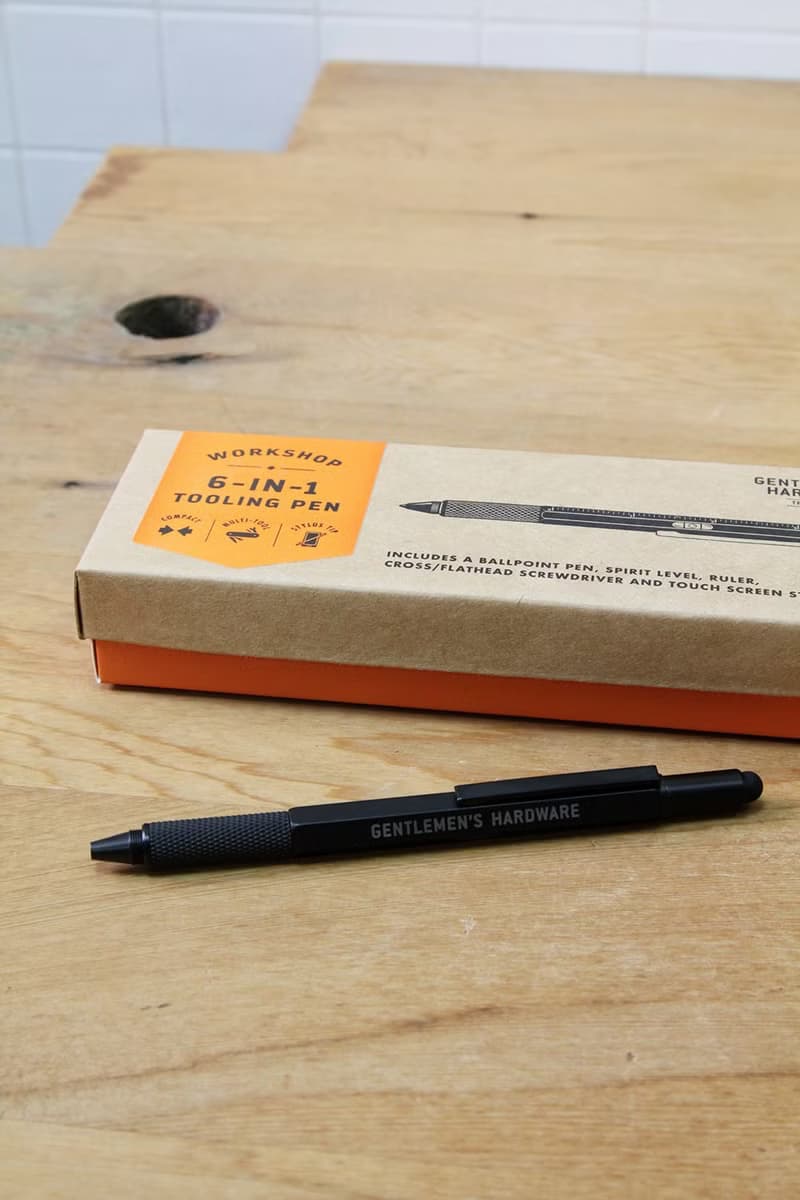 WORKSHOP
6-IN-1
TOOLING PEN
COMPACT
MULTI-TOOL
STYLUS TIP
INCLUDES A BALLPOINT PEN, SPIRIT LEVEL, RULER,
CROSS/FLATHEAD SCREWDRIVER AND TOUCH SCREEN
GENTLEMEN'S HARDWARE